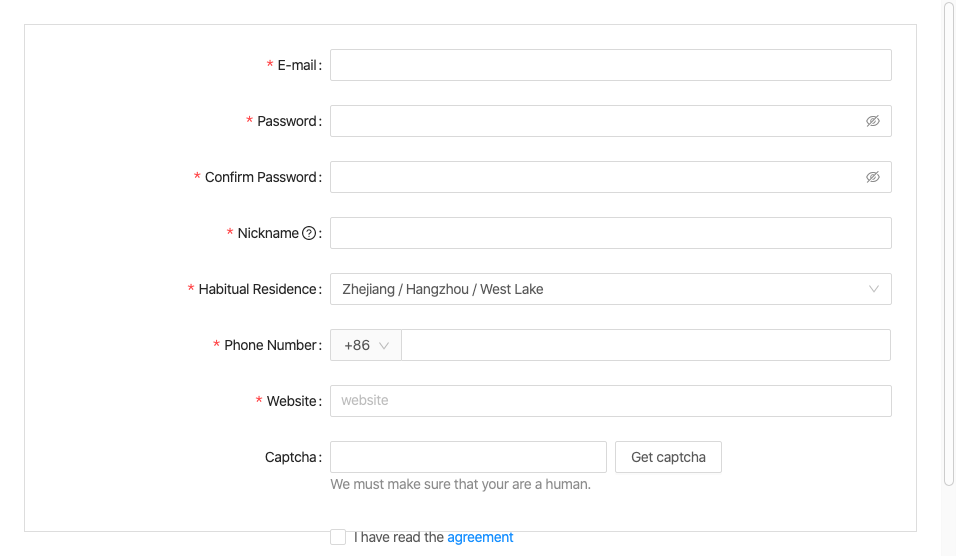 * E-mail:
* Password:
* Confirm Password:
* Nickname ? :
* Habitual Residence: Zhejiang / Hangzhou / West Lake
* Phone Number: +86
* Website: website
Captcha: Get captcha
We must make sure that your are a human.
I have read the agreement